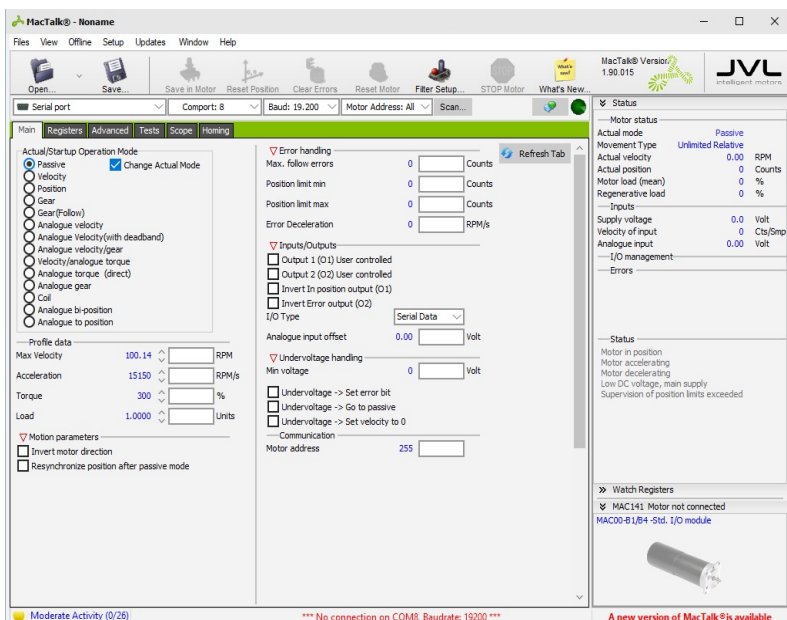 MacTalk® - Noname
Files View Offline Setup Updates Window Help
Open... Save... Save in Motor Reset Position Clear Errors Reset Motor Filter Setup... STOP Motor What's New...
What's new?
STOP
MacTalk® Version:
1.90.015
JVL
intelligent motors
Serial port Comport: 8 Baud: 19.200 Motor Address: All Scan...
Main Registers Advanced Tests Scope Homing
Actual/Startup Operation Mode
Passive Change Actual Mode
Velocity
Position
Gear
Gear(Follow)
Analogue velocity
Analogue Velocity(with deadband)
Analogue velocity/gear
Velocity/analogue torque
Analogue torque (direct)
Analogue gear
Coil
Analogue bi-position
Analogue to position
Profile data
Max Velocity 100.14 RPM
Acceleration 15150 RPM/s
Torque 300 %
Load 1.0000 Units
Motion parameters
Invert motor direction
Resynchronize position after passive mode
Error handling
Refresh Tab
Max. follow errors 0 Counts
Position limit min 0 Counts
Position limit max 0 Counts
Error Deceleration 0 RPM/s
Inputs/Outputs
Output 1 (O1) User controlled
Output 2 (O2) User controlled
Invert In position output (O1)
Invert Error output (O2)
I/O Type Serial Data
Analogue input offset 0.00 Volt
Undervoltage handling
Min voltage 0 Volt
Undervoltage -> Set error bit
Undervoltage -> Go to passive
Undervoltage -> Set velocity to 0
Communication
Motor address 255
Status
Motor status
Actual mode Passive
Movement Type Unlimited Relative
Actual velocity 0.00 RPM
Actual position 0 Counts
Motor load (mean) 0 %
Regenerative load 0 %
Inputs
Supply voltage 0.0 Volt
Velocity of input 0 Cts/Smp
Analogue input 0.00 Volt
I/O management
Errors
Status
Motor in position
Motor accelerating
Motor decelerating
Low DC voltage, main supply
Supervision of position limits exceeded
Watch Registers
MAC141 Motor not connected
MAC00-B1/B4 -Std. I/O module
Moderate Activity (0/26) *** No connection on COM8, Baudrate: 19200 *** A new version of MacTalk® is available